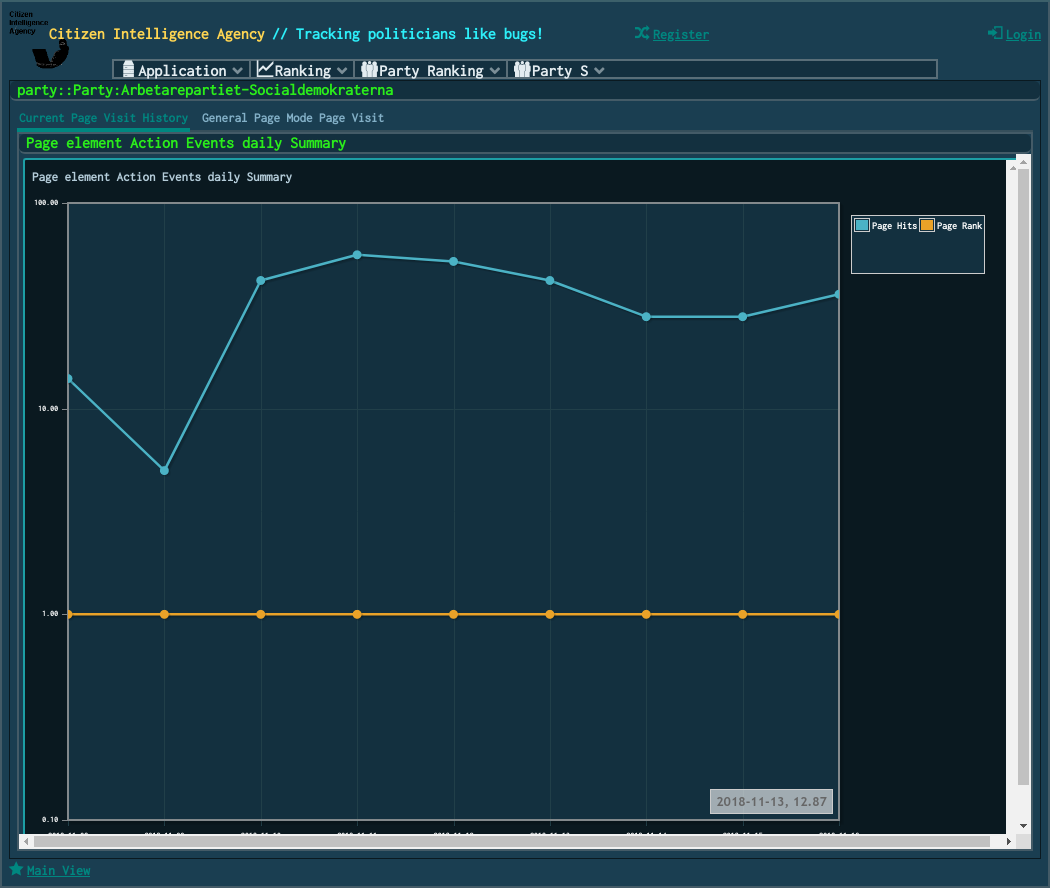 Citizen
Intelligence
Agency
Citizen Intelligence Agency // Tracking politicians like bugs!
Register
Login
Application
Ranking
Party Ranking
Party S
party::Party:Arbetarepartiet-Socialdemokraterna
Current Page Visit History
General Page Mode Page Visit
Page element Action Events daily Summary
Page element Action Events daily Summary
100.00
Page Hits
Page Rank
10.00
1.00
2018-11-13, 12.87
0.10
Main View